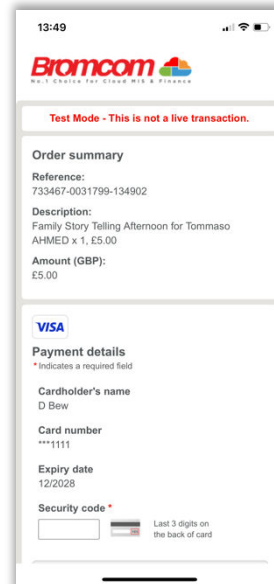 13:49
Bromcom
No.1 Choice for Cloud MIS & Finance
Test Mode - This is not a live transaction.
Order summary
Reference:
733467-0031799-134902
Description:
Family Story Telling Afternoon for Tommaso
AHMED x 1, £5.00
Amount (GBP):
£5.00
VISA
Payment details
* Indicates a required field
Cardholder's name
D Bew
Card number
***1111
Expiry date
12/2028
Security code *
Last 3 digits on
the back of card